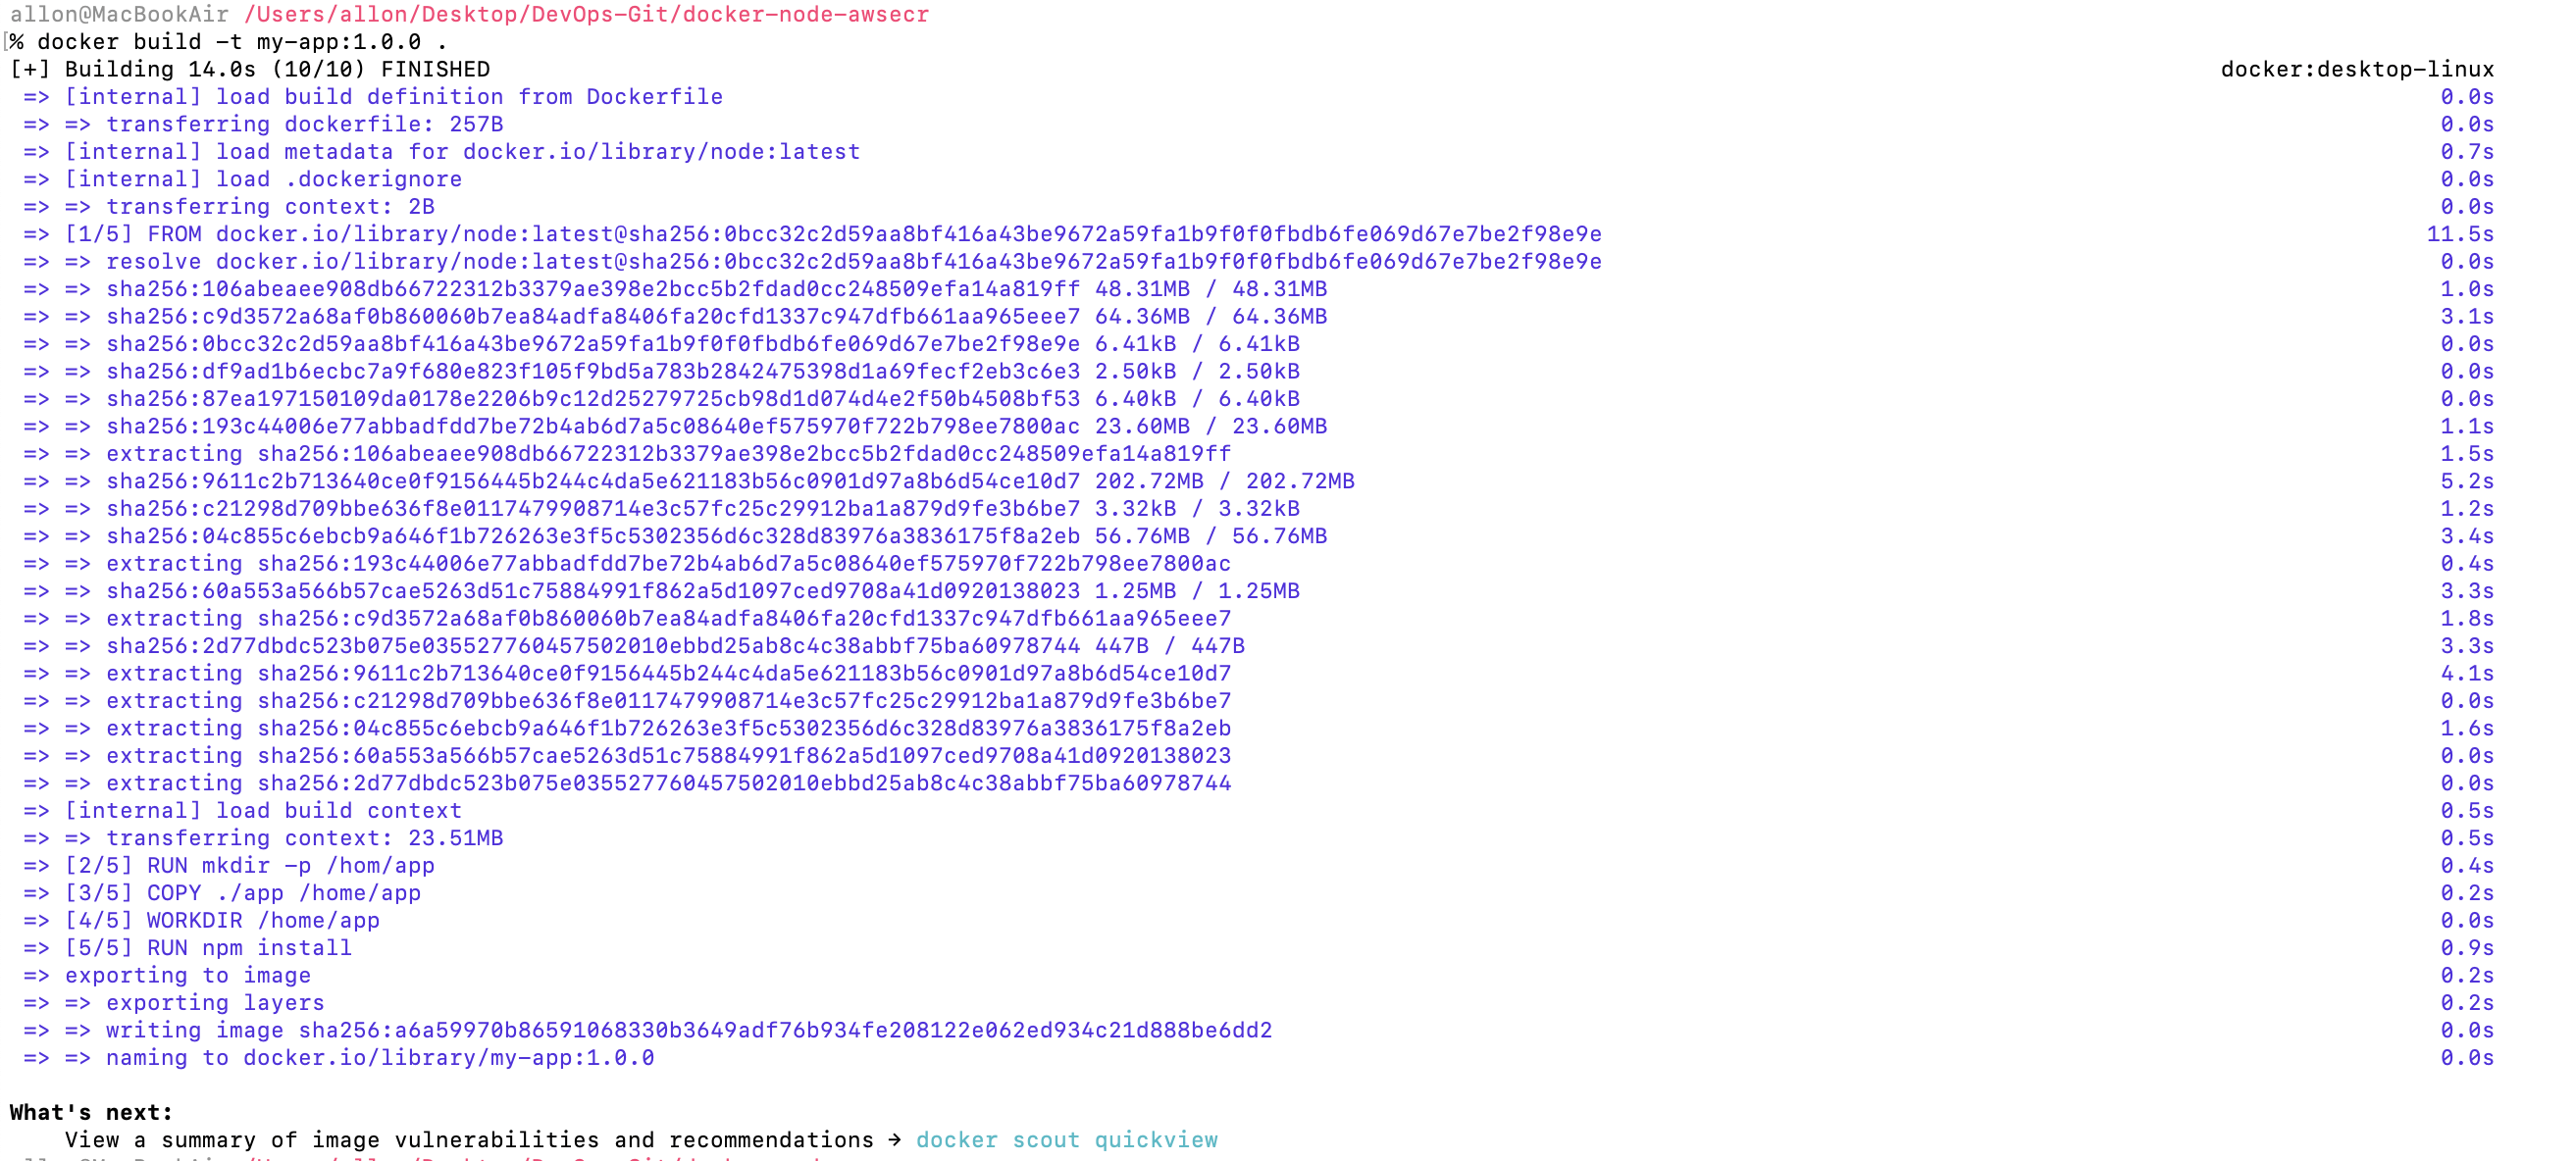 allon@MacBookAir /Users/allon/Desktop/DevOps-Git/docker-node-awsecr
% docker build -t my-app:1.0.0 .
[+] Building 14.0s (10/10) FINISHED docker:desktop-linux
=> [internal] load build definition from Dockerfile 0.0s
=> => transferring dockerfile: 257B 0.0s
=> [internal] load metadata for docker.io/library/node:latest 0.7s
=> [internal] load .dockerignore 0.0s
=> => transferring context: 2B 0.0s
=> [1/5] FROM docker.io/library/node:latest@sha256:0bcc32c2d59aa8bf416a43be9672a59fa1b9f0f0fbdb6fe069d67e7be2f98e9e 11.5s
=> => resolve docker.io/library/node:latest@sha256:0bcc32c2d59aa8bf416a43be9672a59fa1b9f0f0fbdb6fe069d67e7be2f98e9e 0.0s
=> => sha256:106abeaee908db66722312b3379ae398e2bcc5b2fdad0cc248509efa14a819ff 48.31MB / 48.31MB 1.0s
=> => sha256:c9d3572a68af0b860060b7ea84adfa8406fa20cfd1337c947dfb661aa965eee7 64.36MB / 64.36MB 3.1s
=> => sha256:0bcc32c2d59aa8bf416a43be9672a59fa1b9f0f0fbdb6fe069d67e7be2f98e9e 6.41kB / 6.41kB 0.0s
=> => sha256:df9ad1b6ecbc7a9f680e823f105f9bd5a783b2842475398d1a69fecf2eb3c6e3 2.50kB / 2.50kB 0.0s
=> => sha256:87ea197150109da0178e2206b9c12d25279725cb98d1d074d4e2f50b4508bf53 6.40kB / 6.40kB 0.0s
=> => sha256:193c44006e77abbadfdd7be72b4ab6d7a5c08640ef575970f722b798ee7800ac 23.60MB / 23.60MB 1.1s
=> => extracting sha256:106abeaee908db66722312b3379ae398e2bcc5b2fdad0cc248509efa14a819ff 1.5s
=> => sha256:9611c2b713640ce0f9156445b244c4da5e621183b56c0901d97a8b6d54ce10d7 202.72MB / 202.72MB 5.2s
=> => sha256:c21298d709bbe636f8e0117479908714e3c57fc25c29912ba1a879d9fe3b6be7 3.32kB / 3.32kB 1.2s
=> => sha256:04c855c6ebcb9a646f1b726263e3f5c5302356d6c328d83976a3836175f8a2eb 56.76MB / 56.76MB 3.4s
=> => extracting sha256:193c44006e77abbadfdd7be72b4ab6d7a5c08640ef575970f722b798ee7800ac 0.4s
=> => sha256:60a553a566b57cae5263d51c75884991f862a5d1097ced9708a41d0920138023 1.25MB / 1.25MB 3.3s
=> => extracting sha256:c9d3572a68af0b860060b7ea84adfa8406fa20cfd1337c947dfb661aa965eee7 1.8s
=> => sha256:2d77dbdc523b075e035527760457502010ebbd25ab8c4c38abbf75ba60978744 447B / 447B 3.3s
=> => extracting sha256:9611c2b713640ce0f9156445b244c4da5e621183b56c0901d97a8b6d54ce10d7 4.1s
=> => extracting sha256:c21298d709bbe636f8e0117479908714e3c57fc25c29912ba1a879d9fe3b6be7 0.0s
=> => extracting sha256:04c855c6ebcb9a646f1b726263e3f5c5302356d6c328d83976a3836175f8a2eb 1.6s
=> => extracting sha256:60a553a566b57cae5263d51c75884991f862a5d1097ced9708a41d0920138023 0.0s
=> => extracting sha256:2d77dbdc523b075e035527760457502010ebbd25ab8c4c38abbf75ba60978744 0.0s
=> [internal] load build context 0.5s
=> => transferring context: 23.51MB 0.5s
=> [2/5] RUN mkdir -p /hom/app 0.4s
=> [3/5] COPY ./app /home/app 0.2s
=> [4/5] WORKDIR /home/app 0.0s
=> [5/5] RUN npm install 0.9s
=> exporting to image 0.2s
=> => exporting layers 0.2s
=> => writing image sha256:a6a59970b86591068330b3649adf76b934fe208122e062ed934c21d888be6dd2 0.0s
=> => naming to docker.io/library/my-app:1.0.0 0.0s
What's next:
View a summary of image vulnerabilities and recommendations → docker scout quickview